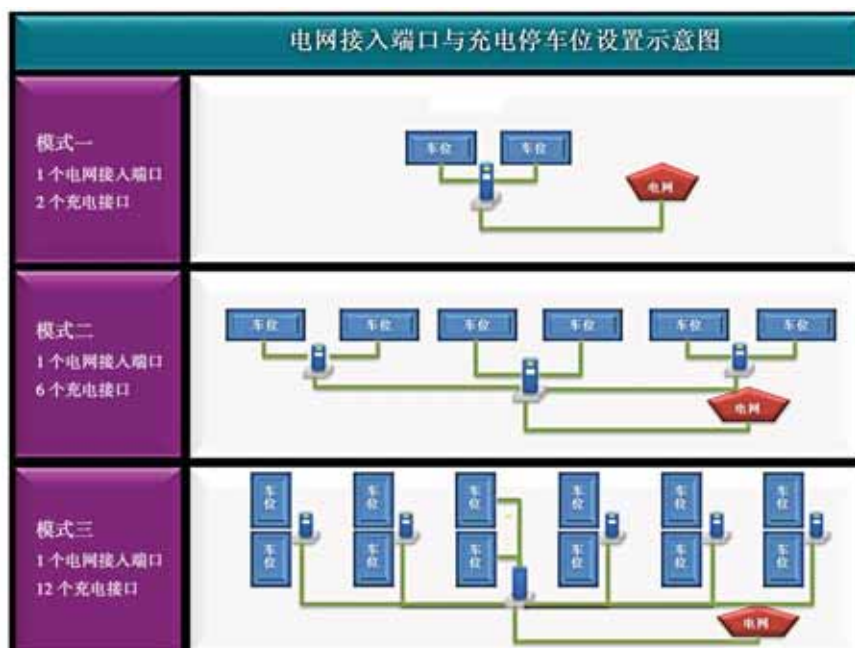 电网接入端口与充电停车位设置示意图
模式一
1个电网接入端口
2个充电接口
车位 车位
电网
模式二
1个电网接入端口
6个充电接口
车位 车位 车位 车位 车位 车位
电网
模式三
1个电网接入端口
12个充电接口
车位 车位 车位 车位 车位 车位
车位 车位 车位 车位 车位 车位
电网